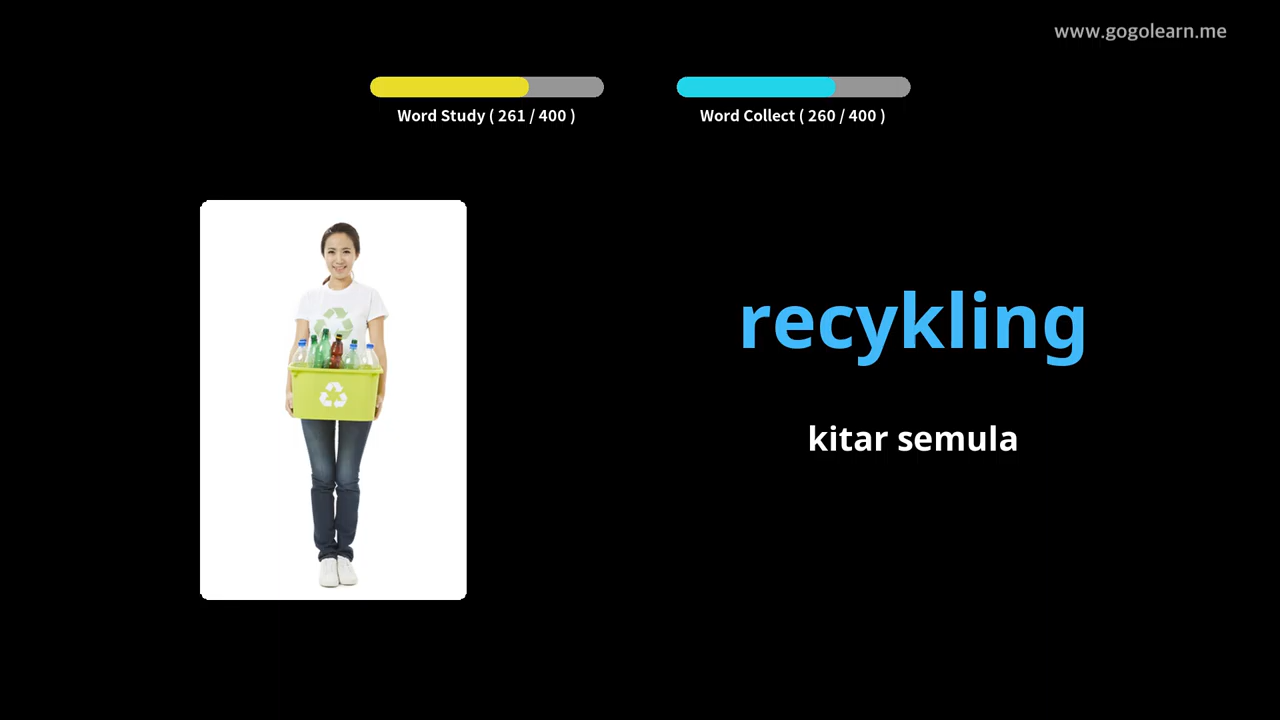 www.gogolearn.me
Word Study ( 261 / 400 )
Word Collect ( 260 / 400 )
recykling
kitar semula